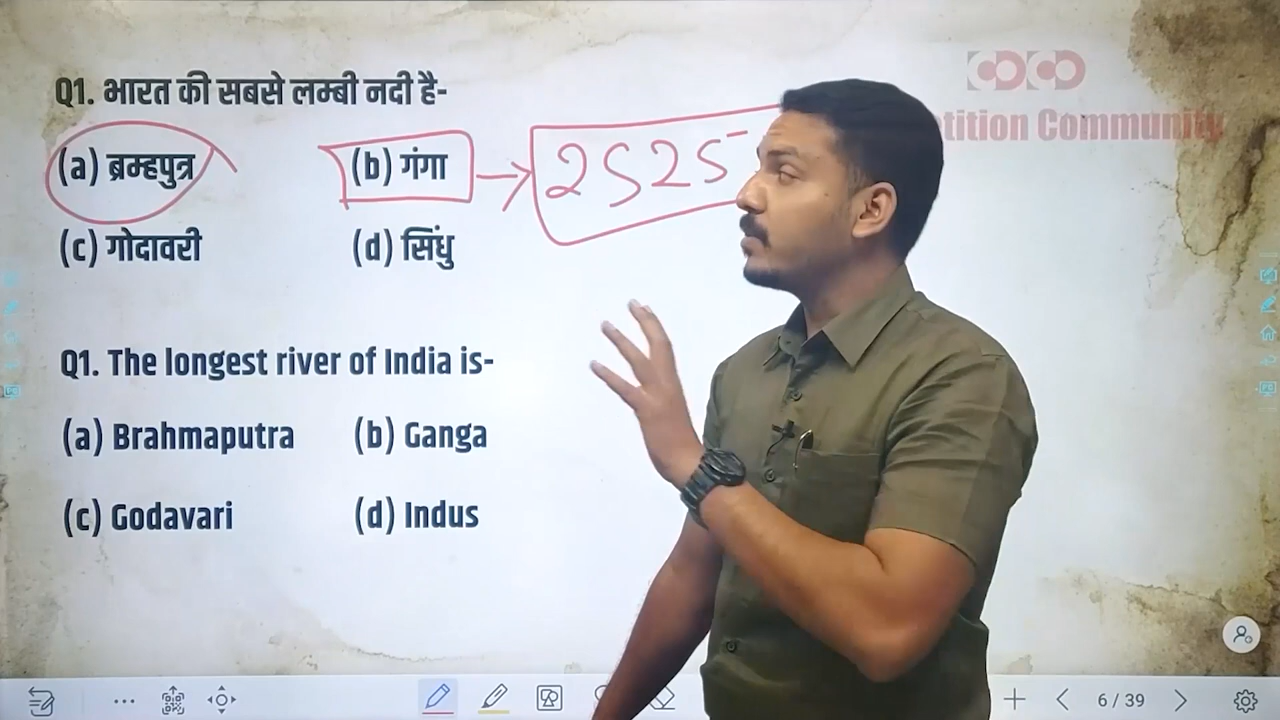 Q1. भारत की सबसे लम्बी नदी है-
(a) ब्रम्हपुत्र (b) गंगा → 2525
(c) गोदावरी (d) सिंधु
Q1. The longest river of India is-
(a) Brahmaputra (b) Ganga
(c) Godavari (d) Indus
Community
6 / 39